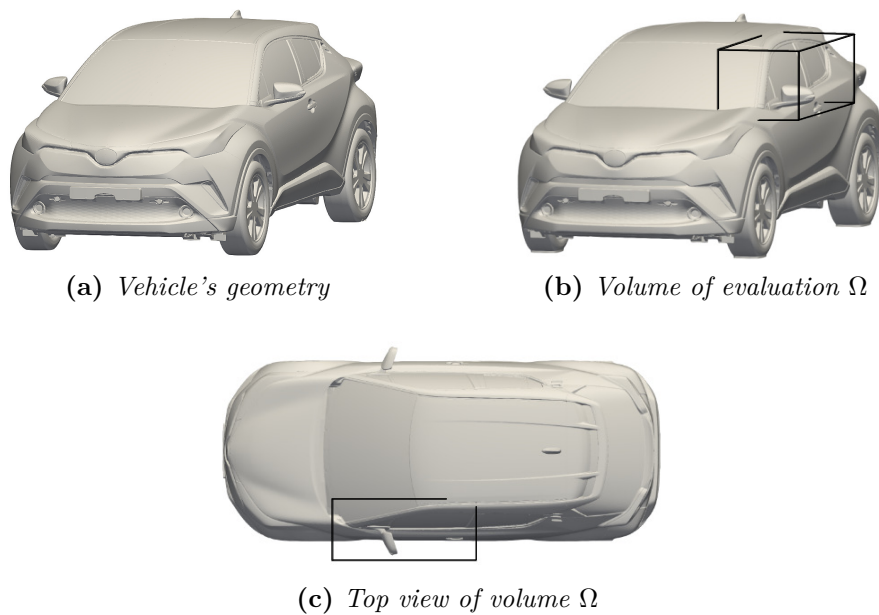 (a) Vehicle's geometry
(b) Volume of evaluation Ω
(c) Top view of volume Ω